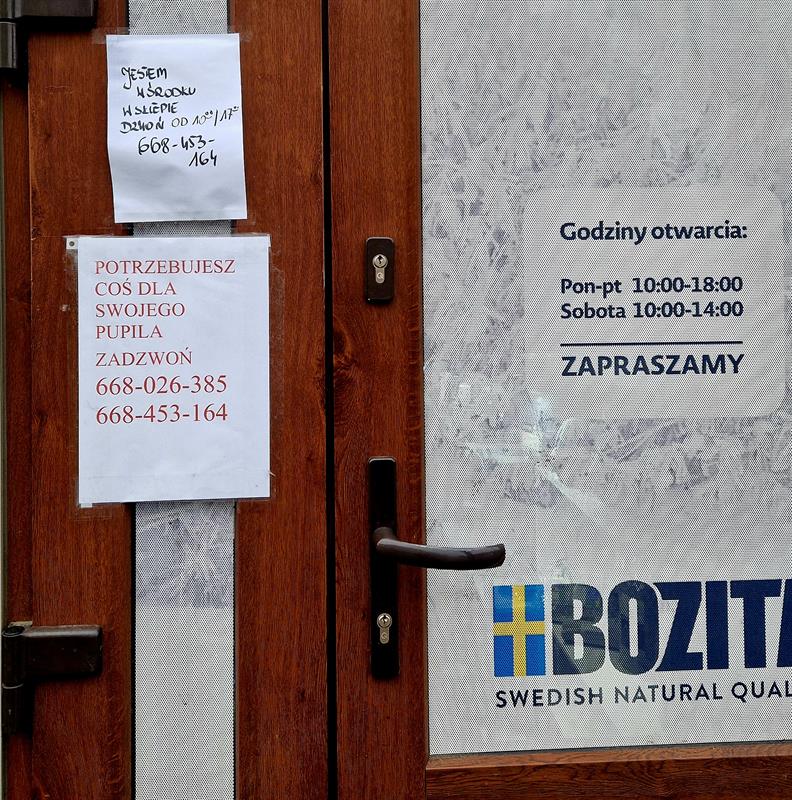 JESTEM
WŚRODKU
W SKLEPIE
DZWOŃ OD 10⁰⁰/17⁰⁰
668-453-
164
POTRZEBUJESZ
COŚ DLA
SWOJEGO
PUPILA
ZADZWOŃ
668-026-385
668-453-164
Godziny otwarcia:
Pon-pt 10:00-18:00
Sobota 10:00-14:00
ZAPRASZAMY
BOZITA
SWEDISH NATURAL QUAL